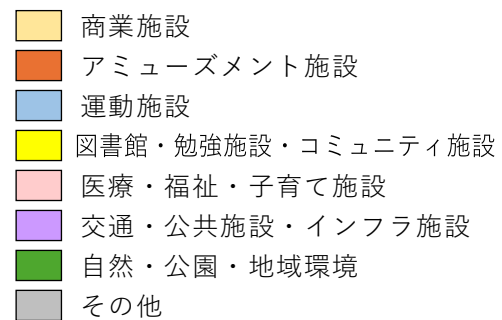 商業施設
アミューズメント施設
運動施設
図書館・勉強施設・コミュニティ施設
医療・福祉・子育て施設
交通・公共施設・インフラ施設
自然・公園・地域環境
その他